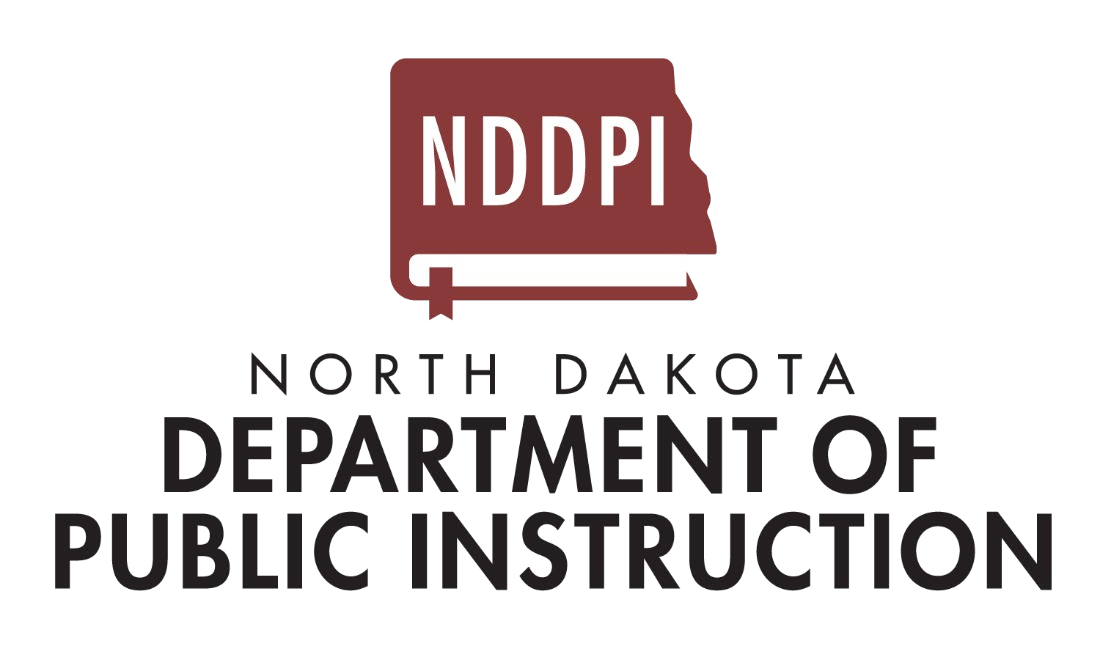 NDDPI
NORTH DAKOTA
DEPARTMENT OF
PUBLIC INSTRUCTION